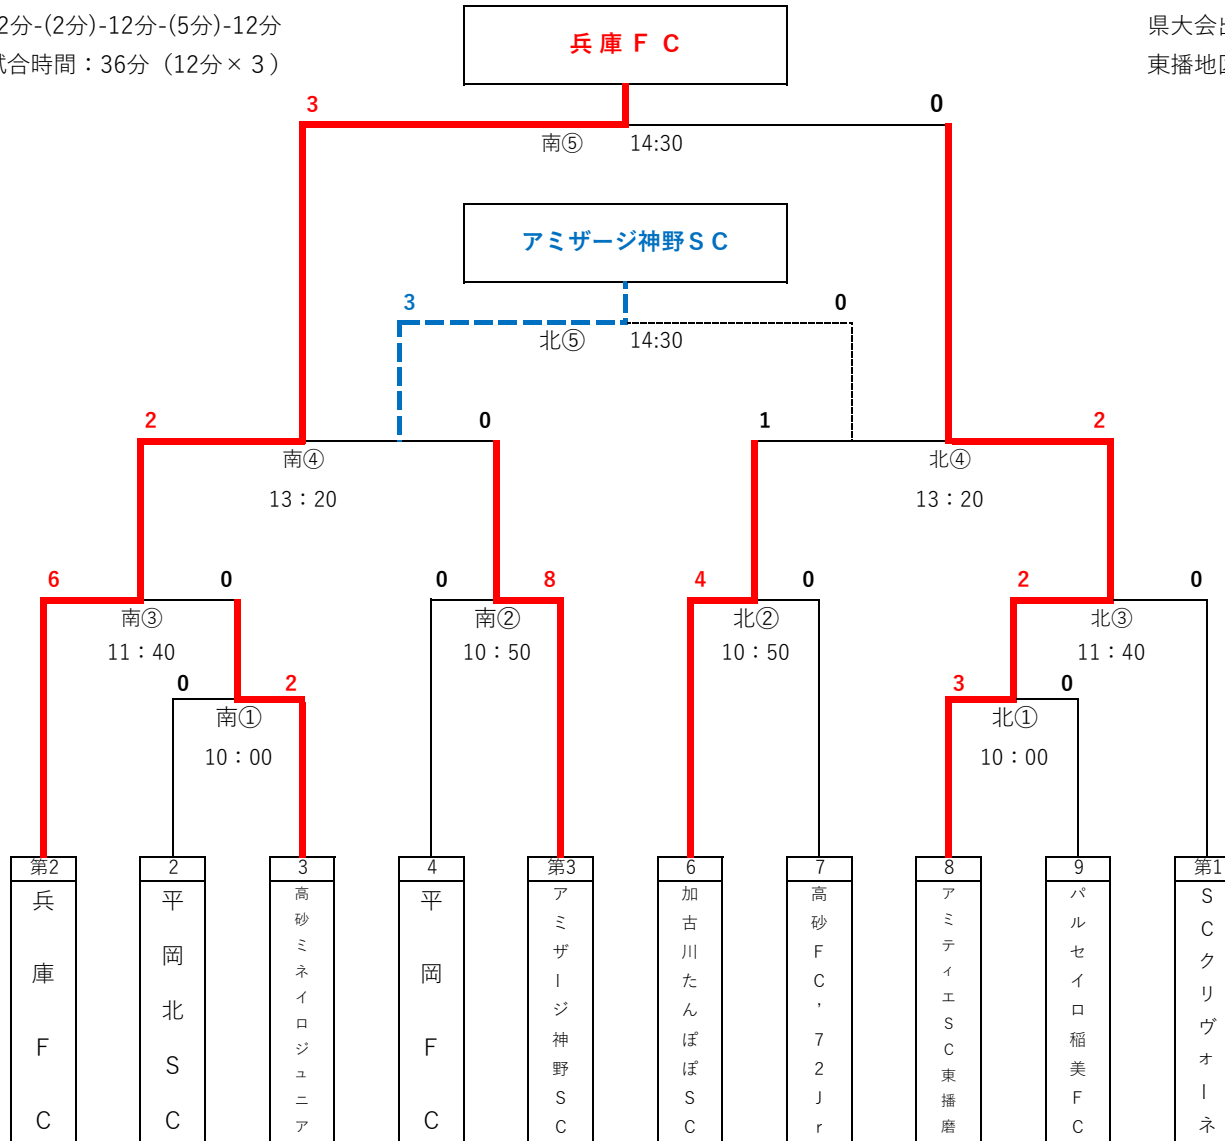 2分-(2分)-12分-(5分)-12分
試合時間：36分（12分×３）
県大会出
東播地区
兵庫ＦＣ
3
0
南⑤
14:30
アミザージ神野ＳＣ
3
0
北⑤
14:30
2
0
1
2
南④
北④
13：20
13：20
6
0
0
8
4
0
2
0
南③
南②
北②
北③
11：40
10：50
10：50
11：40
0
2
3
0
南①
北①
10：00
10：00
第2
2
3
4
第3
6
7
8
9
第1
兵庫ＦＣ
平岡北ＳＣ
高砂ミネイロジュニア
平岡ＦＣ
アミザージ神野ＳＣ
加古川たんぽぽＳＣ
高砂ＦＣ’７２Ｊｒ
アミティエＳＣ東播磨
パルセイロ稲美ＦＣ
ＳＣクリヴォーネ